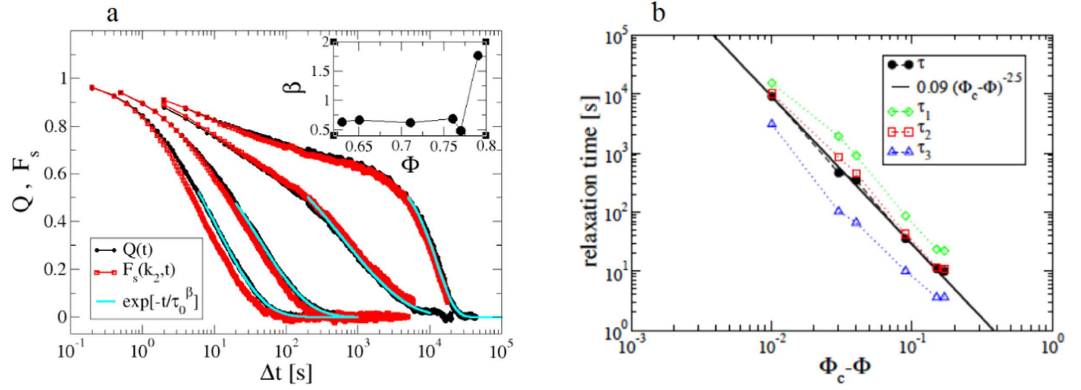 a
1
0.8
0.6
0.4
0.2
0
Q , F_s
10^-1 10^0 10^1 10^2 10^3 10^4 10^5
Δt [s]
Q(t)
F_s(k_2,t)
exp[-t/τ_0^β]
2
1.5
1
0.5
β
0.65 0.7 0.75 0.8
Φ
b
10^5
10^4
10^3
10^2
10^1
10^0
relaxation time [s]
10^-3 10^-2 10^-1 10^0
Φ_c-Φ
τ
0.09 (Φ_c-Φ)^-2.5
τ_1
τ_2
τ_3